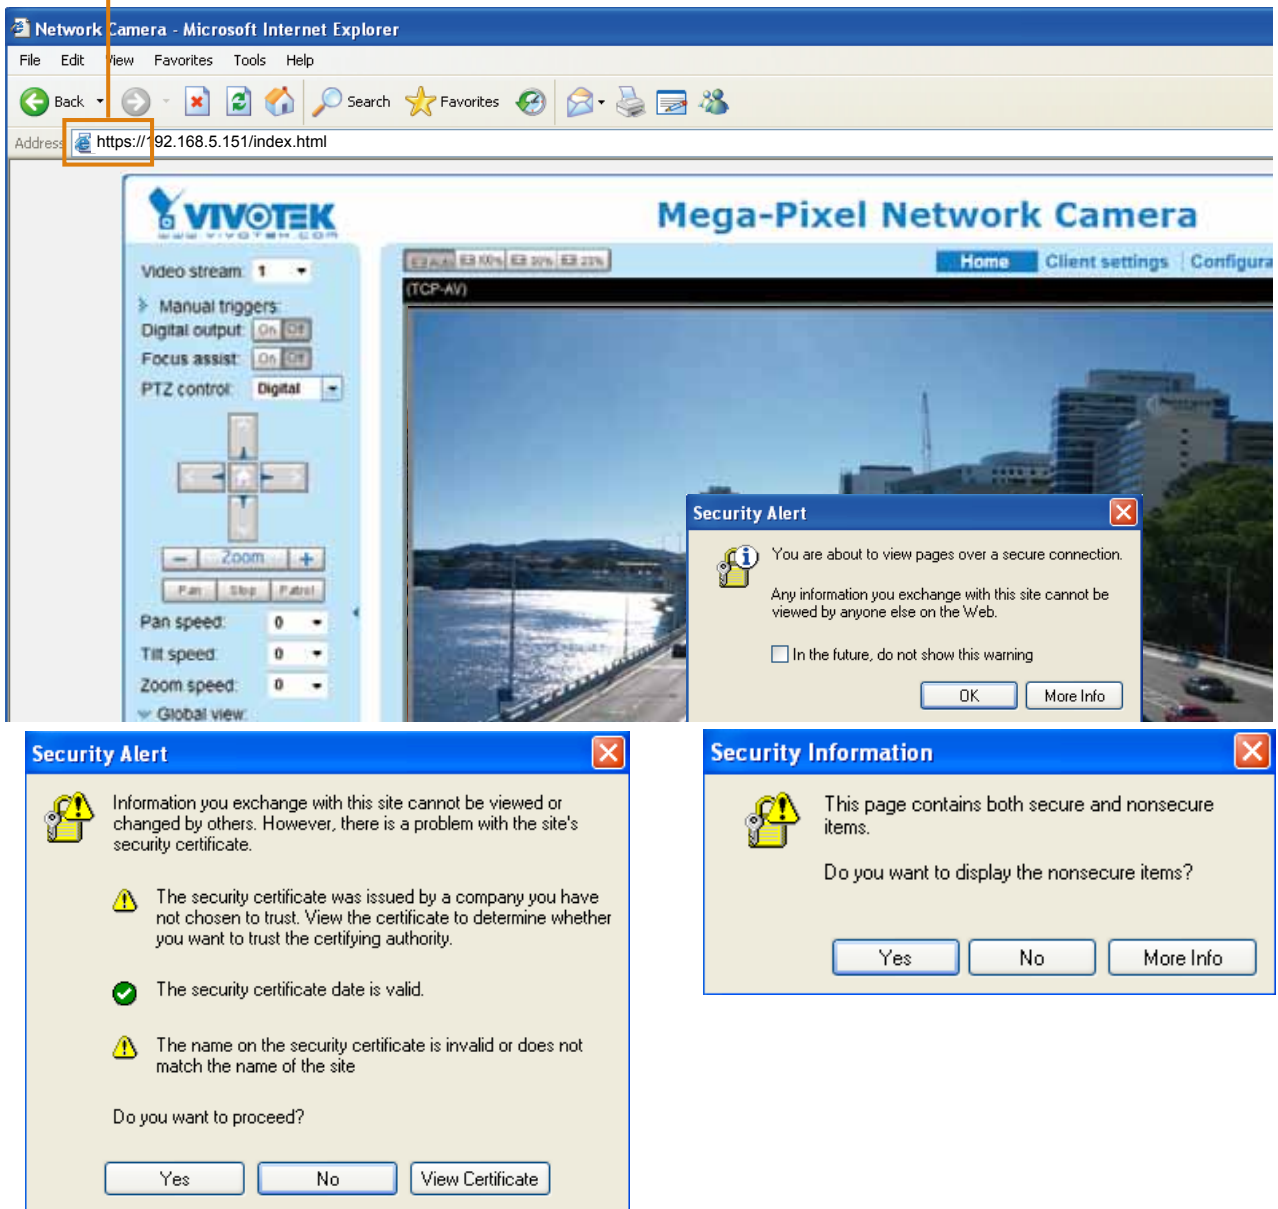 Network Camera - Microsoft Internet Explorer
File Edit View Favorites Tools Help
Back Search Favorites
Address https://192.168.5.151/index.html
VIVOTEK
WWW.VIVOTEK.COM
Mega-Pixel Network Camera
Auto 100% 50% 25%
Home Client settings Configura
Video stream: 1
(TCP-AV)
Manual triggers:
Digital output: On Off
Focus assist: On Off
PTZ control: Digital
Zoom
Pan Stop Patrol
Pan speed: 0
Tilt speed: 0
Zoom speed: 0
Global view:
Security Alert
You are about to view pages over a secure connection.
Any information you exchange with this site cannot be
viewed by anyone else on the Web.
In the future, do not show this warning
OK More Info
Security Alert
Information you exchange with this site cannot be viewed or
changed by others. However, there is a problem with the site's
security certificate.
The security certificate was issued by a company you have
not chosen to trust. View the certificate to determine whether
you want to trust the certifying authority.
The security certificate date is valid.
The name on the security certificate is invalid or does not
match the name of the site
Do you want to proceed?
Yes No View Certificate
Security Information
This page contains both secure and nonsecure
items.
Do you want to display the nonsecure items?
Yes No More Info